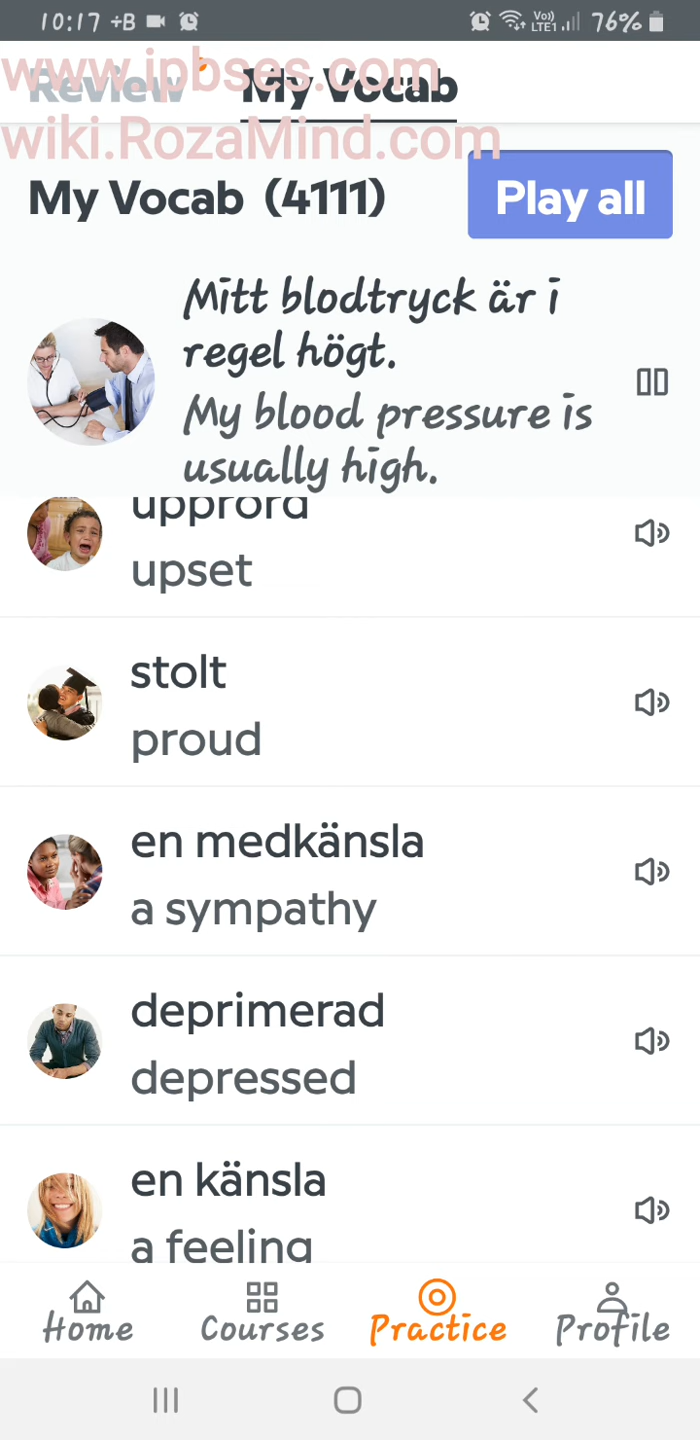 10:17 +B
Vo)) LTE1 76%
www.ipbses.com
Review My Vocab
wiki.RozaMind.com
My Vocab (4111)
Play all
Mitt blodtryck är i
regel högt.
My blood pressure is
usually high.
upprörd
upset
stolt
proud
en medkänsla
a sympathy
deprimerad
depressed
en känsla
a feeling
Home Courses Practice Profile